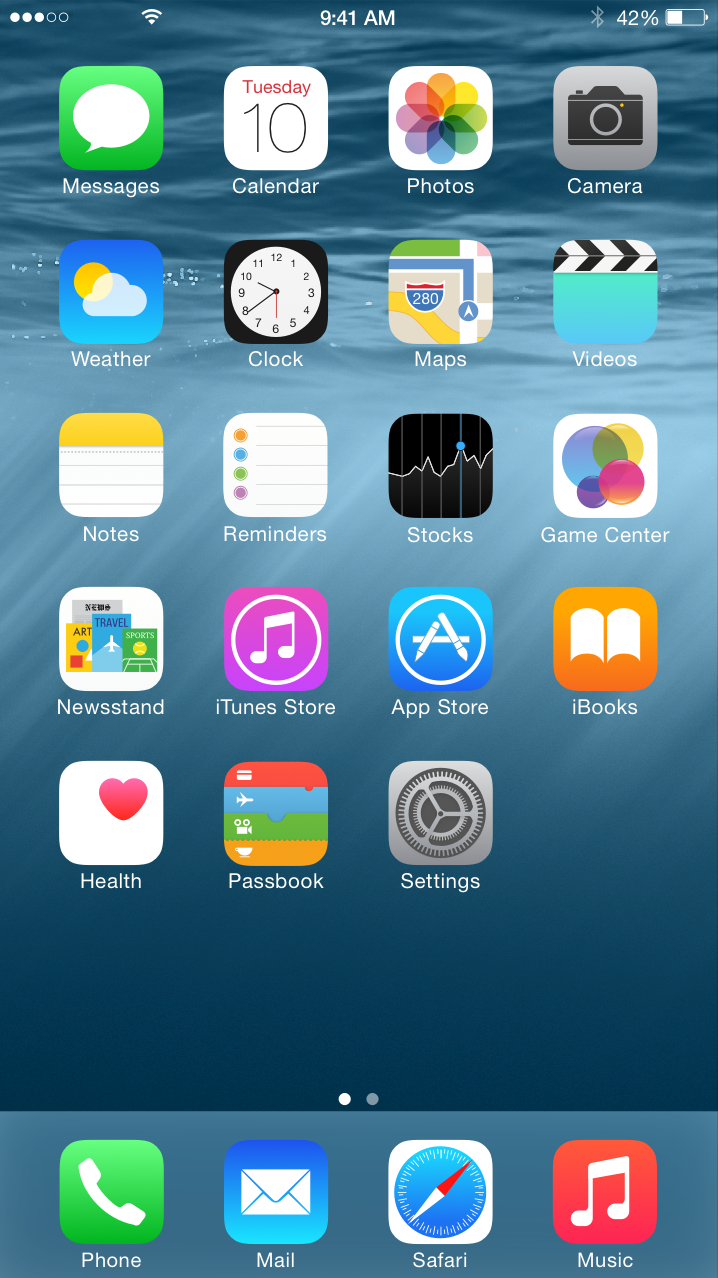 9:41 AM 42%
Tuesday
10
Messages Calendar Photos Camera
12
11 1
10 2
9 3
8 4
7 5
6
280
Weather Clock Maps Videos
Notes Reminders Stocks Game Center
NEWS
TRAVEL
ART
SPORTS
Newsstand iTunes Store App Store iBooks
Health Passbook Settings
Phone Mail Safari Music